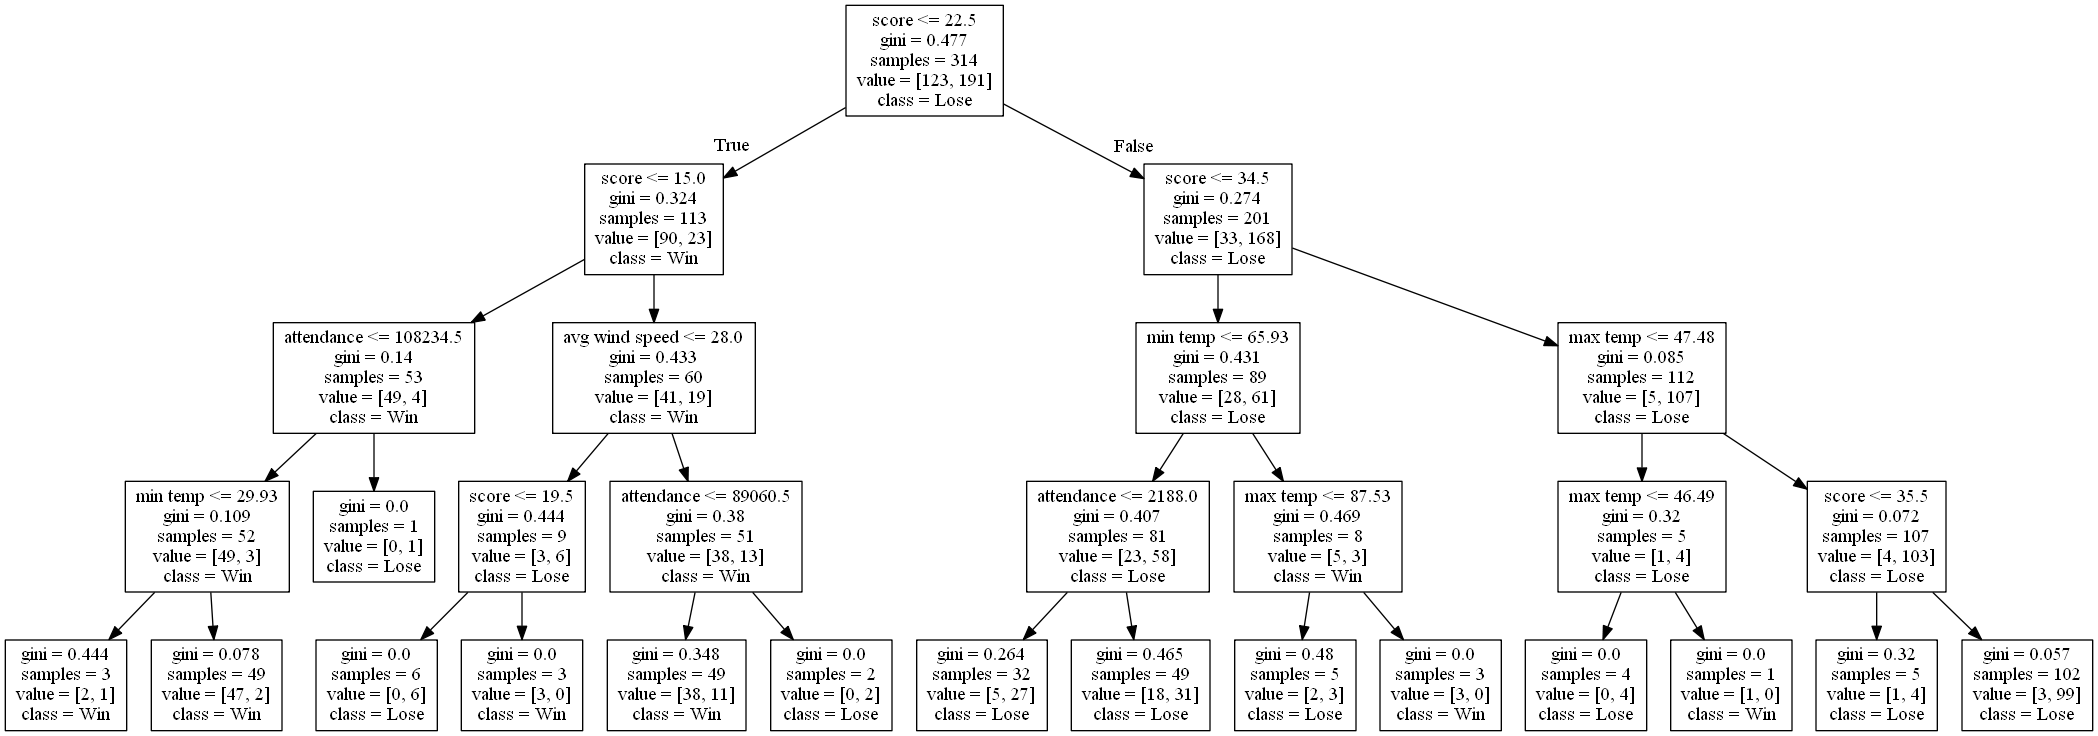 score <= 22.5
gini = 0.477
samples = 314
value = [123, 191]
class = Lose
True
False
score <= 15.0
gini = 0.324
samples = 113
value = [90, 23]
class = Win
score <= 34.5
gini = 0.274
samples = 201
value = [33, 168]
class = Lose
attendance <= 108234.5
gini = 0.14
samples = 53
value = [49, 4]
class = Win
avg wind speed <= 28.0
gini = 0.433
samples = 60
value = [41, 19]
class = Win
min temp <= 65.93
gini = 0.431
samples = 89
value = [28, 61]
class = Lose
max temp <= 47.48
gini = 0.085
samples = 112
value = [5, 107]
class = Lose
min temp <= 29.93
gini = 0.109
samples = 52
value = [49, 3]
class = Win
gini = 0.0
samples = 1
value = [0, 1]
class = Lose
score <= 19.5
gini = 0.444
samples = 9
value = [3, 6]
class = Lose
attendance <= 89060.5
gini = 0.38
samples = 51
value = [38, 13]
class = Win
attendance <= 2188.0
gini = 0.407
samples = 81
value = [23, 58]
class = Lose
max temp <= 87.53
gini = 0.469
samples = 8
value = [5, 3]
class = Win
max temp <= 46.49
gini = 0.32
samples = 5
value = [1, 4]
class = Lose
score <= 35.5
gini = 0.072
samples = 107
value = [4, 103]
class = Lose
gini = 0.444
samples = 3
value = [2, 1]
class = Win
gini = 0.078
samples = 49
value = [47, 2]
class = Win
gini = 0.0
samples = 6
value = [0, 6]
class = Lose
gini = 0.0
samples = 3
value = [3, 0]
class = Win
gini = 0.348
samples = 49
value = [38, 11]
class = Win
gini = 0.0
samples = 2
value = [0, 2]
class = Lose
gini = 0.264
samples = 32
value = [5, 27]
class = Lose
gini = 0.465
samples = 49
value = [18, 31]
class = Lose
gini = 0.48
samples = 5
value = [2, 3]
class = Lose
gini = 0.0
samples = 3
value = [3, 0]
class = Win
gini = 0.0
samples = 4
value = [0, 4]
class = Lose
gini = 0.0
samples = 1
value = [1, 0]
class = Win
gini = 0.32
samples = 5
value = [1, 4]
class = Lose
gini = 0.057
samples = 102
value = [3, 99]
class = Lose